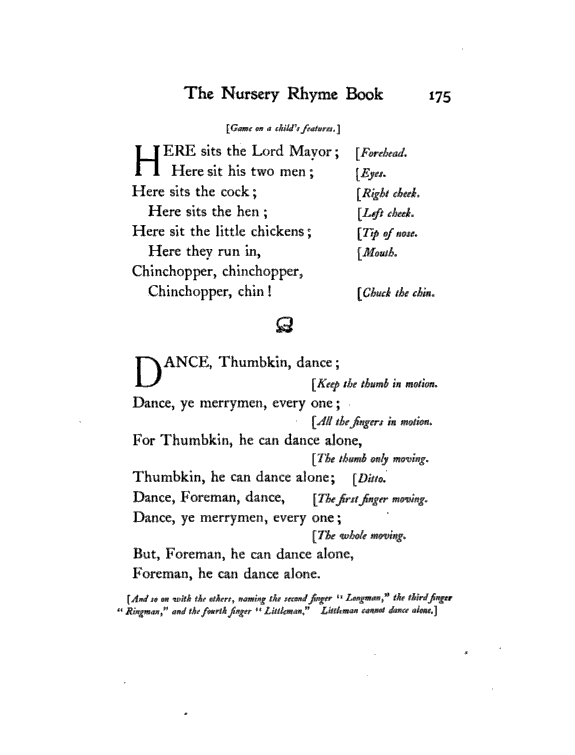 The Nursery Rhyme Book 175
[Game on a child's features.]
HERE sits the Lord Mayor; [Forehead.
Here sit his two men; [Eyes.
Here sits the cock; [Right cheek.
Here sits the hen; [Left cheek.
Here sit the little chickens; [Tip of nose.
Here they run in, [Mouth.
Chinchopper, chinchopper,
Chinchopper, chin! [Chuck the chin.
DANCE, Thumbkin, dance;
[Keep the thumb in motion.
Dance, ye merrymen, every one;
[All the fingers in motion.
For Thumbkin, he can dance alone,
[The thumb only moving.
Thumbkin, he can dance alone; [Ditto.
Dance, Foreman, dance, [The first finger moving.
Dance, ye merrymen, every one;
[The whole moving.
But, Foreman, he can dance alone,
Foreman, he can dance alone.
[And so on with the others, naming the second finger "Longman," the third finger
"Ringman," and the fourth finger "Littleman." Littleman cannot dance alone.]